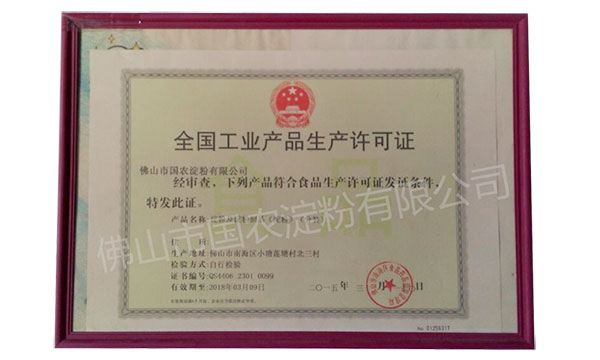 全国工业产品生产许可证
佛山市国农淀粉有限公司
经审查，下列产品符合食品生产许可证发证条件，
特发此证。
产品名称:
住 所:
生产地址: 佛山市南海区小塘莲塘村北三村
检验方式: 自行检验
证书编号: QS4406 2301 0099
有效期至: 2018年03月09日
二〇一五年 三月
佛山市国农淀粉有限公司